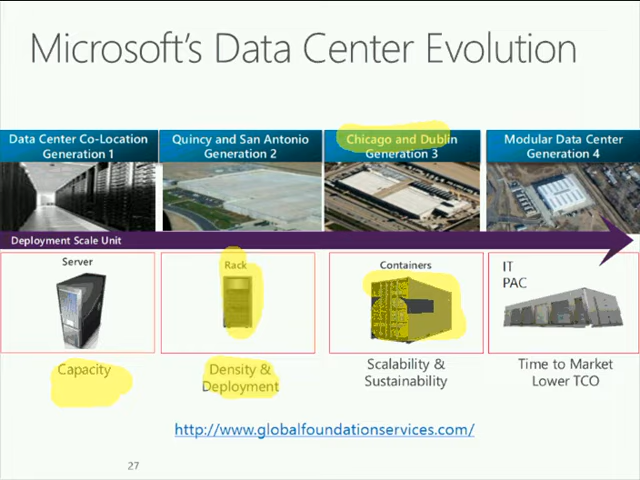 Microsoft's Data Center Evolution
Data Center Co-Location
Generation 1
Quincy and San Antonio
Generation 2
Chicago and Dublin
Generation 3
Modular Data Center
Generation 4
Deployment Scale Unit
Server
Rack
Containers
IT
PAC
Capacity
Density &
Deployment
Scalability &
Sustainability
Time to Market
Lower TCO
http://www.globalfoundationservices.com/
27